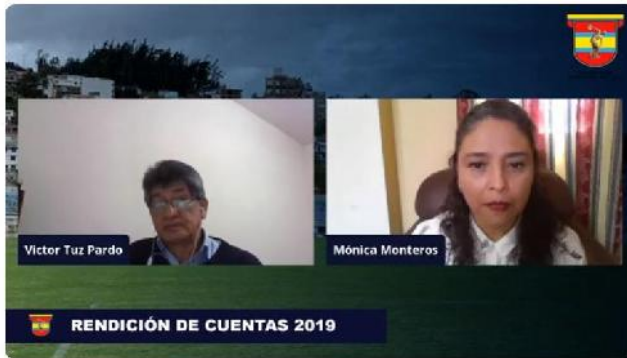 Victor Tuz Pardo
Mónica Monteros
RENDICIÓN DE CUENTAS 2019